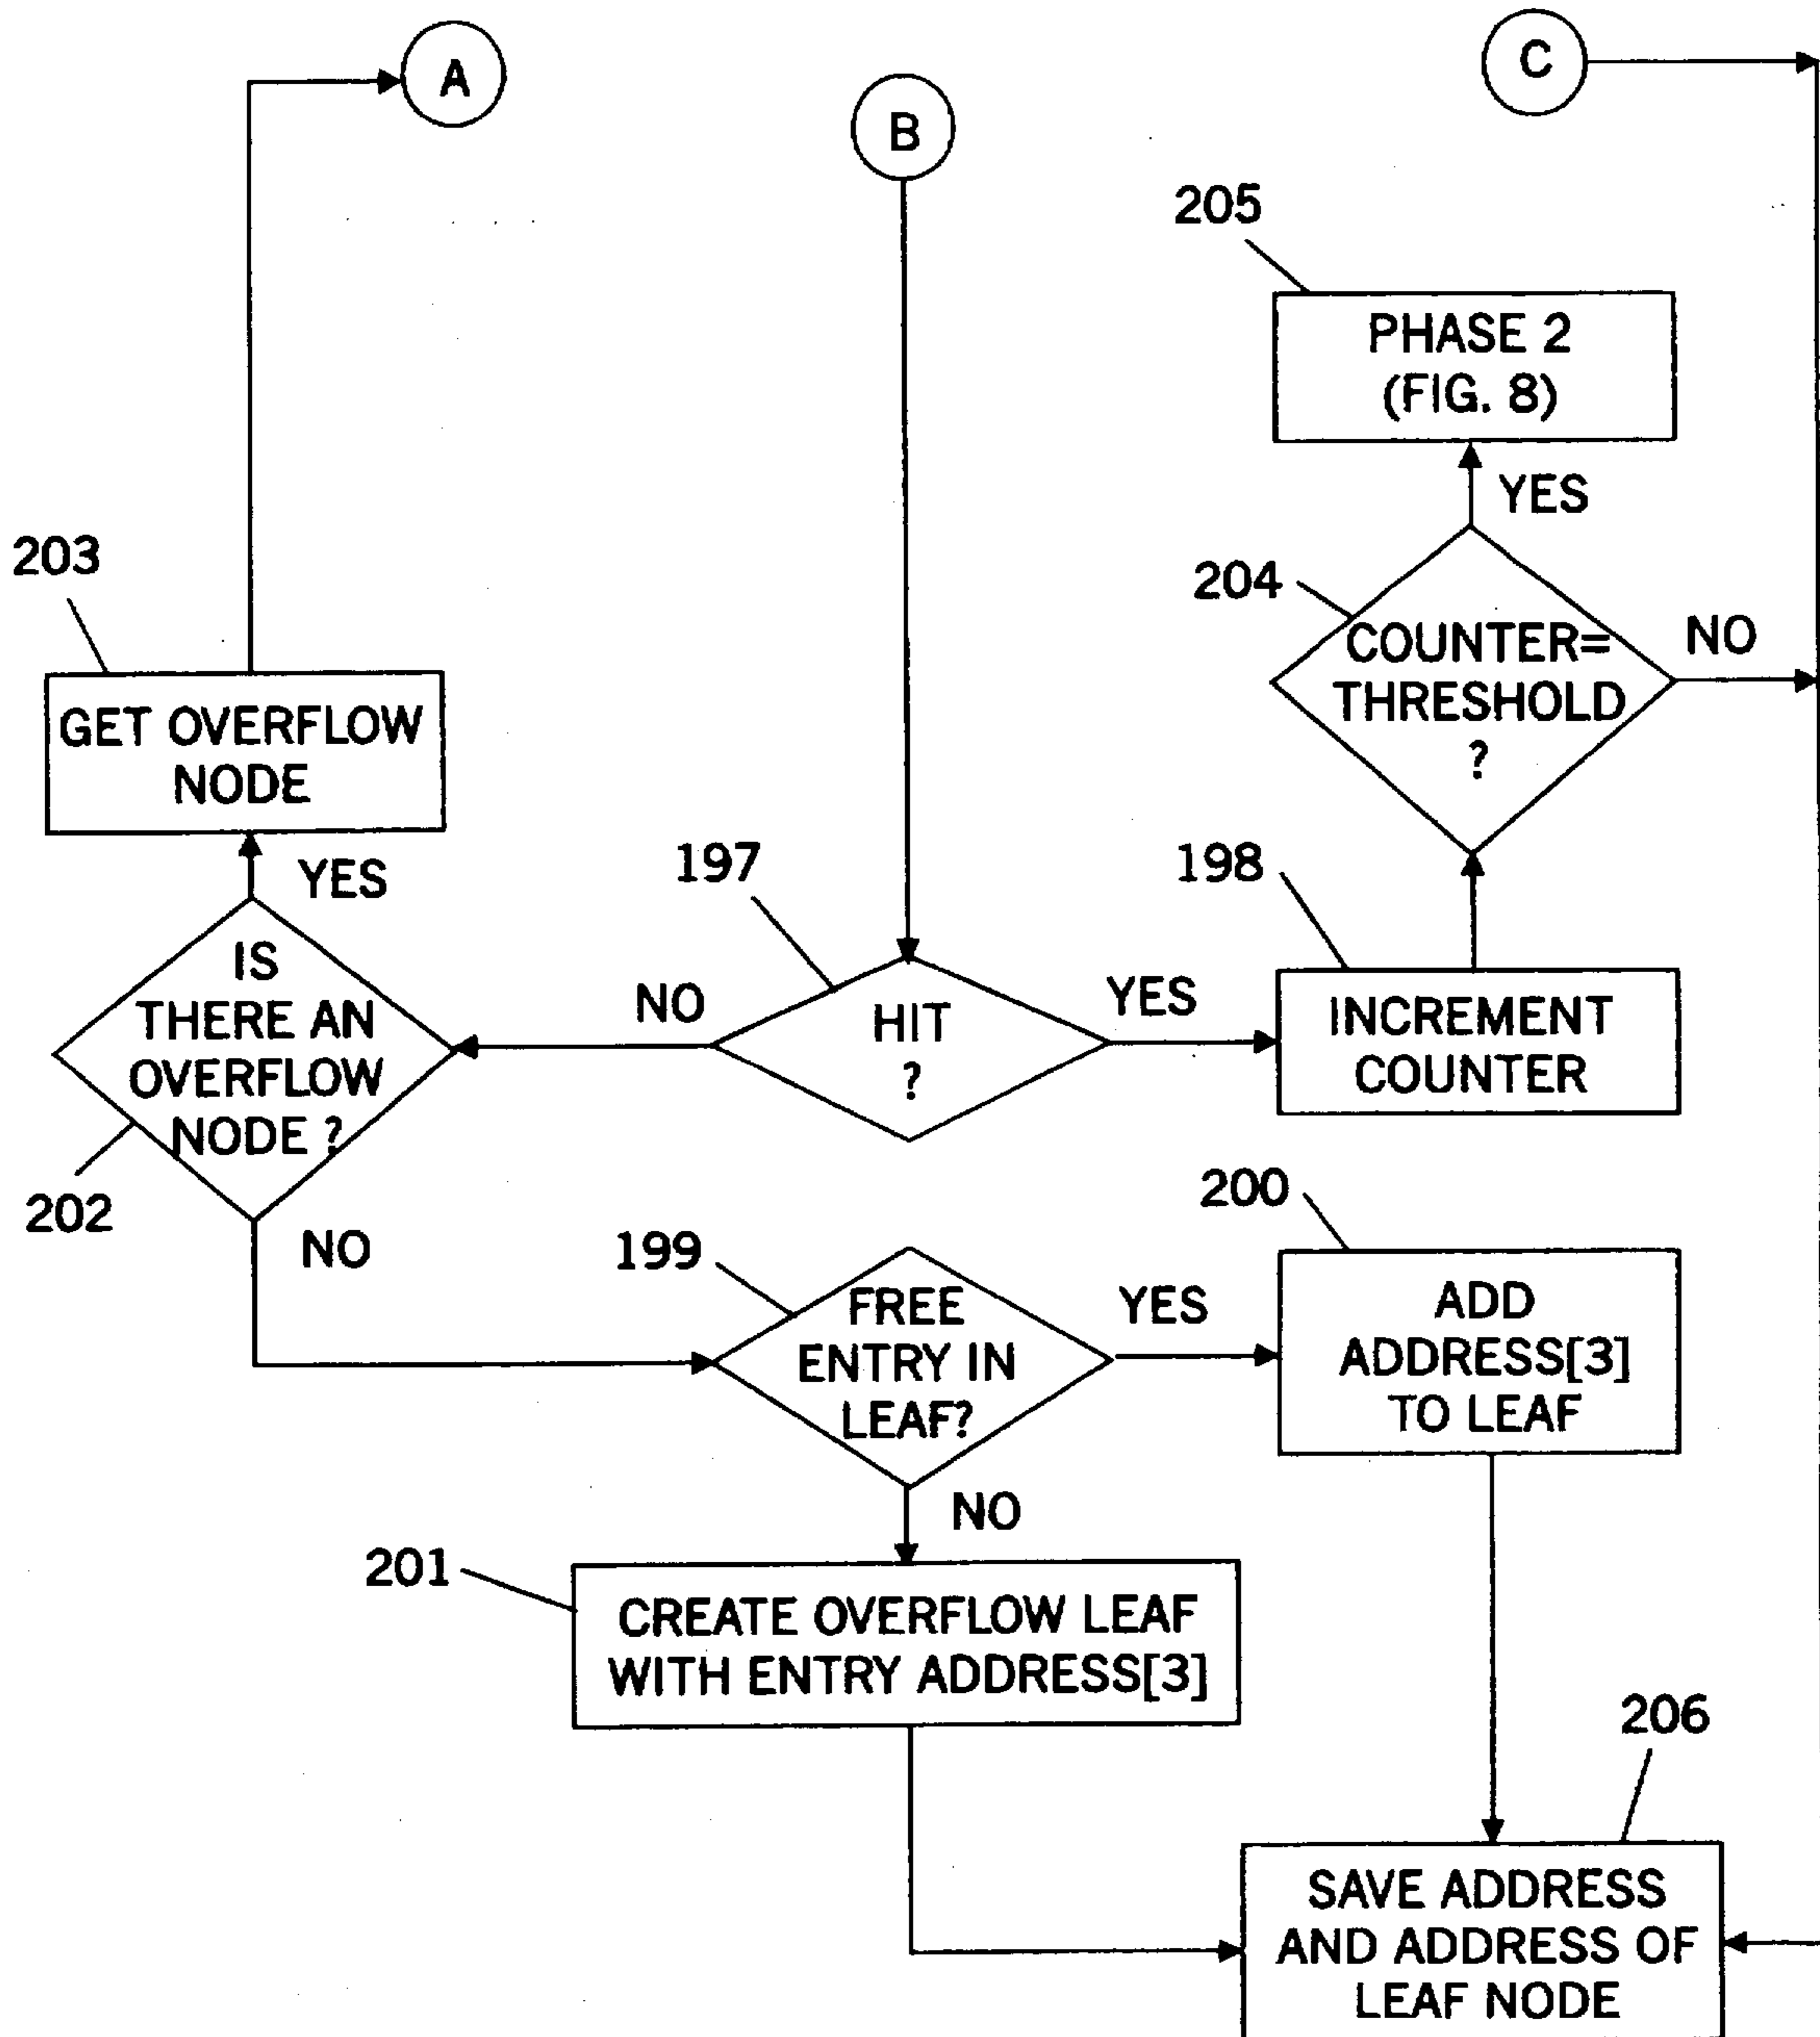 A
B
C
205
PHASE 2
(FIG. 8)
YES
203
204
COUNTER=
THRESHOLD
?
NO
GET OVERFLOW
NODE
YES
197
198
IS
THERE AN
OVERFLOW
NODE ?
NO
HIT
?
YES
INCREMENT
COUNTER
202
NO
199
200
FREE
ENTRY IN
LEAF?
YES
ADD
ADDRESS[3]
TO LEAF
NO
201
CREATE OVERFLOW LEAF
WITH ENTRY ADDRESS[3]
206
SAVE ADDRESS
AND ADDRESS OF
LEAF NODE